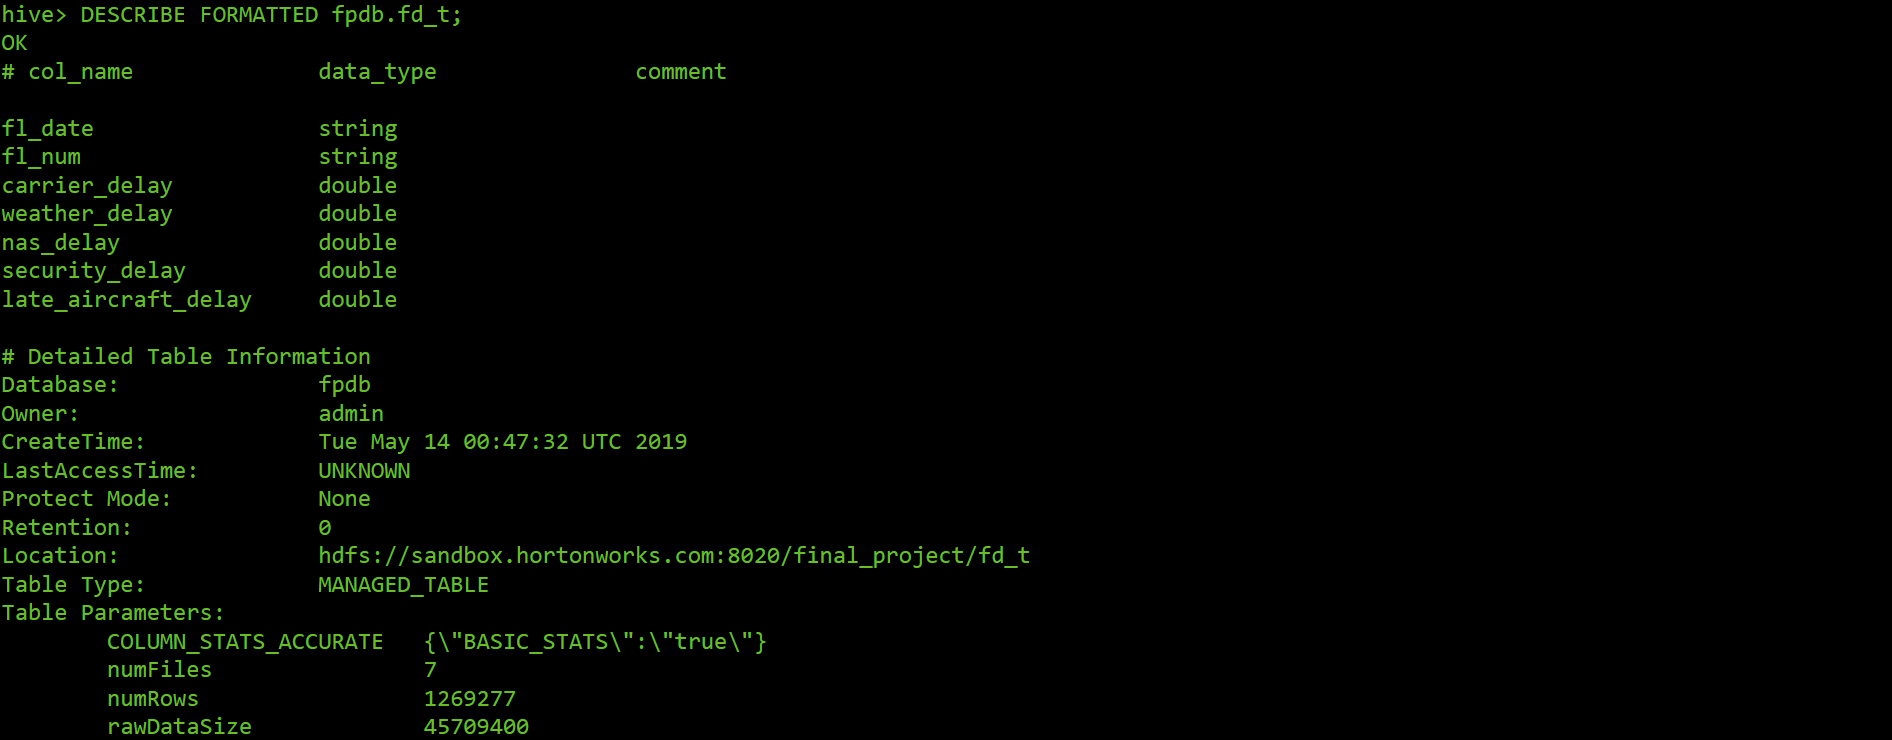 hive> DESCRIBE FORMATTED fpdb.fd_t;
OK
# col_name data_type comment
fl_date string
fl_num string
carrier_delay double
weather_delay double
nas_delay double
security_delay double
late_aircraft_delay double
# Detailed Table Information
Database: fpdb
Owner: admin
CreateTime: Tue May 14 00:47:32 UTC 2019
LastAccessTime: UNKNOWN
Protect Mode: None
Retention: 0
Location: hdfs://sandbox.hortonworks.com:8020/final_project/fd_t
Table Type: MANAGED_TABLE
Table Parameters:
COLUMN_STATS_ACCURATE {\"BASIC_STATS\":\"true\"}
numFiles 7
numRows 1269277
rawDataSize 45709400